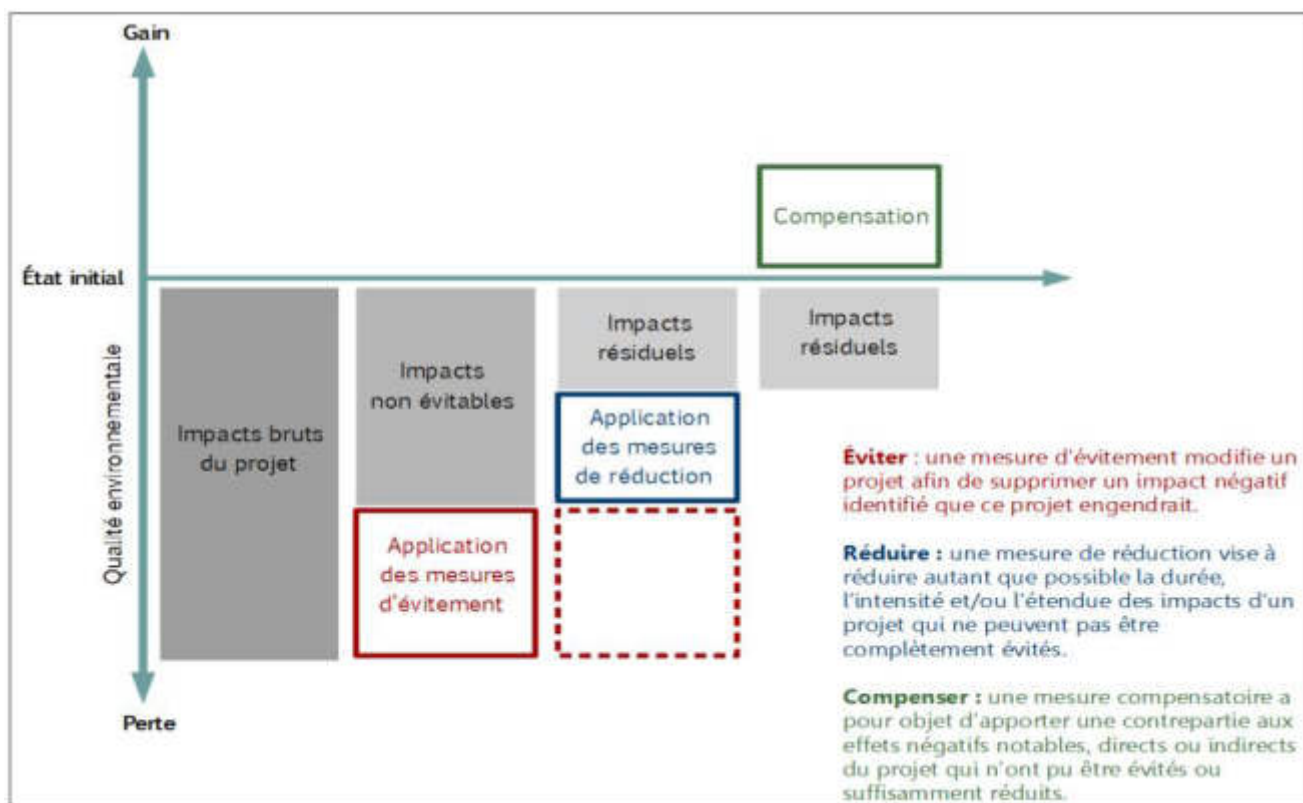 Gain
Compensation
État initial
Impacts bruts
du projet
Impacts
non évitables
Impacts
résiduels
Impacts
résiduels
Qualité environnementale
Application
des mesures
de réduction
Application
des mesures
d'évitement
Perte
Éviter : une mesure d'évitement modifie un
projet afin de supprimer un impact négatif
identifié que ce projet engendrait.
Réduire : une mesure de réduction vise à
réduire autant que possible la durée,
l'intensité et/ou l'étendue des impacts d'un
projet qui ne peuvent pas être
complètement évités.
Compenser : une mesure compensatoire a
pour objet d'apporter une contrepartie aux
effets négatifs notables, directs ou indirects
du projet qui n'ont pu être évités ou
suffisamment réduits.